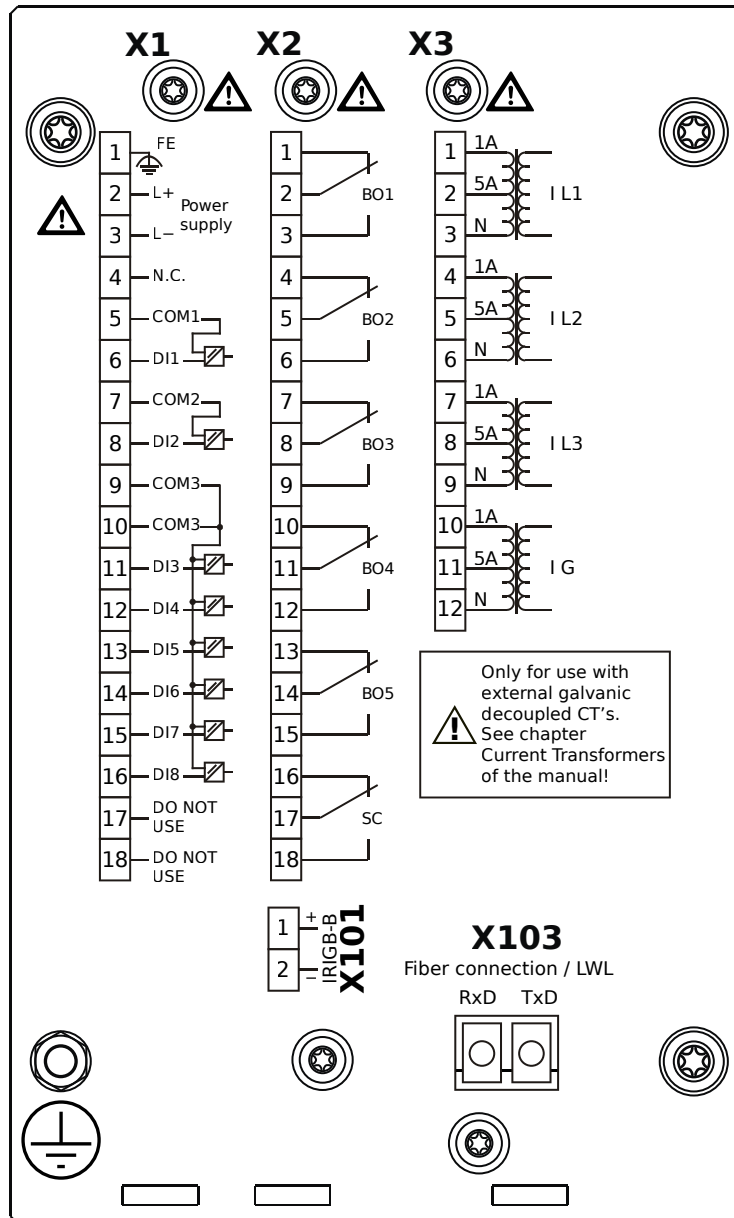 X1
X2
X3
1 FE
2 L+
Power
supply
3 L−
4 N.C.
5 COM1
6 DI1
7 COM2
8 DI2
9 COM3
10 COM3
11 DI3
12 DI4
13 DI5
14 DI6
15 DI7
16 DI8
17 DO NOT
USE
18 DO NOT
USE
1
2 BO1
3
4
5 BO2
6
7
8 BO3
9
10
11 BO4
12
13
14 BO5
15
16
17 SC
18
1 1A
2 5A I L1
3 N
4 1A
5 5A I L2
6 N
7 1A
8 5A I L3
9 N
10 1A
11 5A I G
12 N
Only for use with
external galvanic
decoupled CT's.
See chapter
Current Transformers
of the manual!
1 +
2 −
IRIGB-B
X101
X103
Fiber connection / LWL
RxD TxD